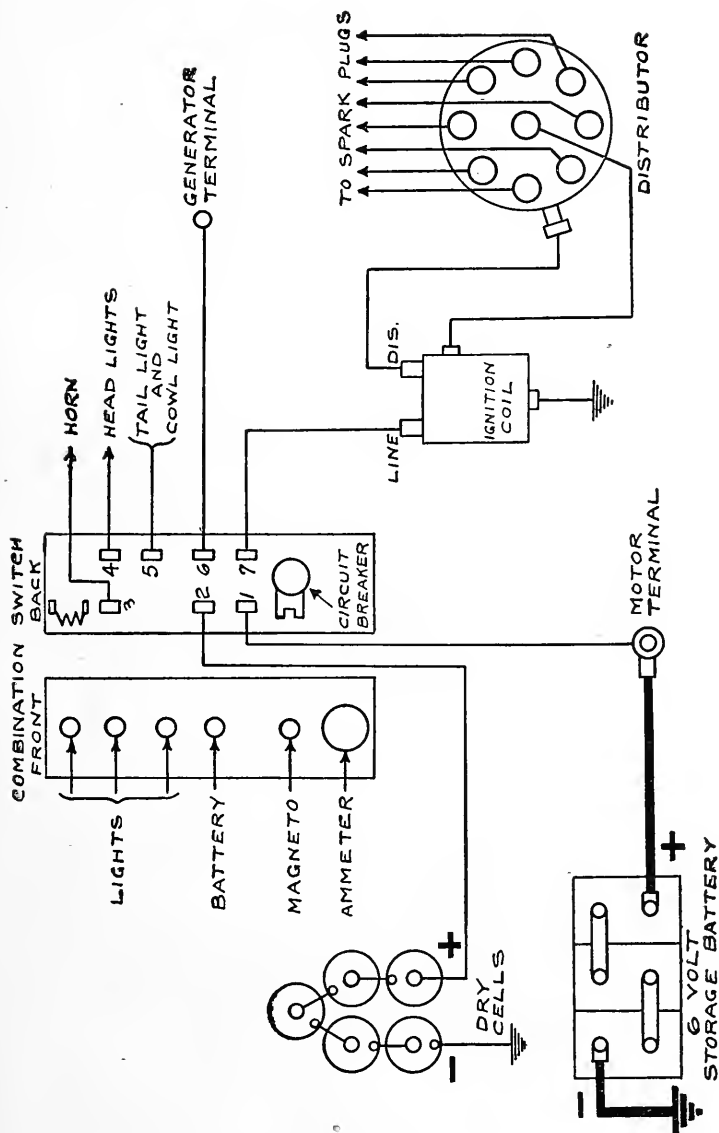 COMBINATION SWITCH
FRONT
BACK
LIGHTS
BATTERY
MAGNETO
AMMETER
3
4
5
2
6
1
7
CIRCUIT
BREAKER
HORN
HEAD LIGHTS
TAIL LIGHT
AND
COWL LIGHT
GENERATOR
TERMINAL
TO SPARK PLUGS
DISTRIBUTOR
LINE
DIS.
IGNITION
COIL
MOTOR
TERMINAL
+
-
DRY
CELLS
+
-
6 VOLT
STORAGE BATTERY